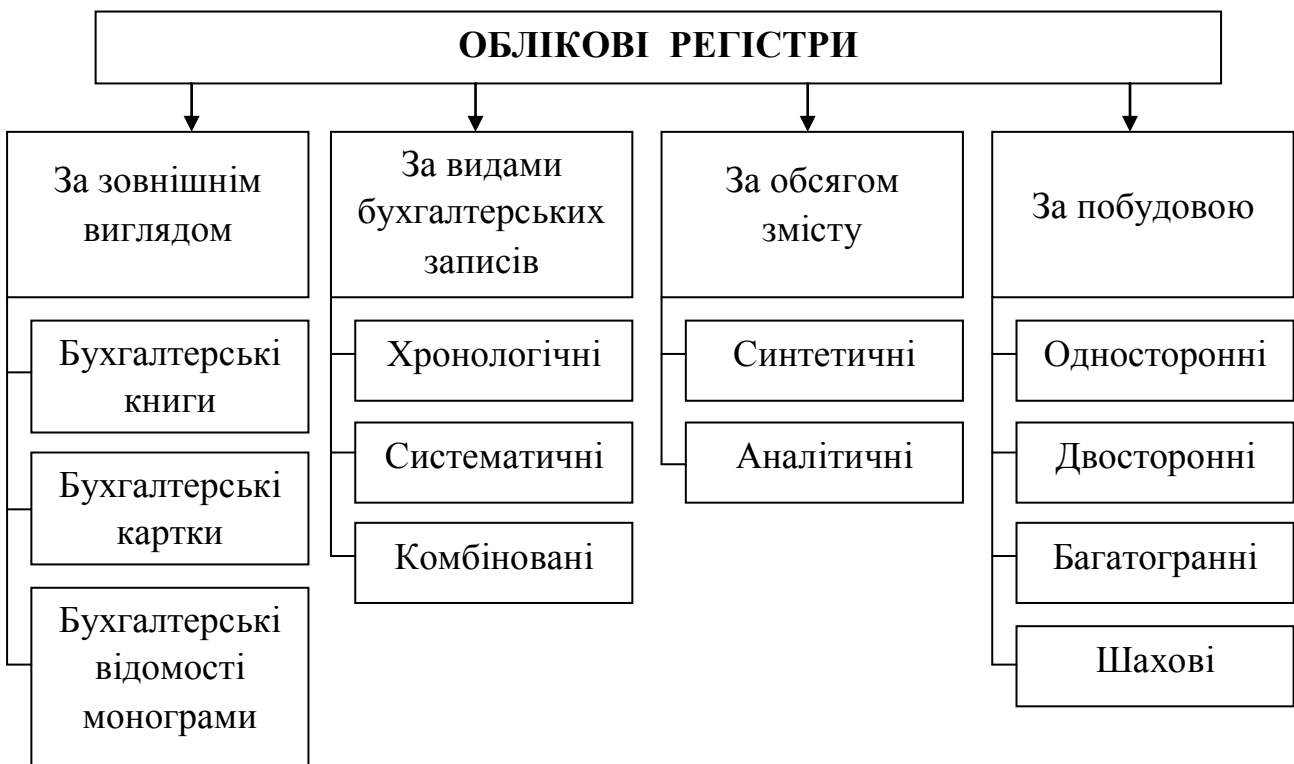 ОБЛІКОВІ РЕГІСТРИ
За зовнішнім
виглядом
За видами
бухгалтерських
записів
За обсягом
змісту
За побудовою
Бухгалтерські
книги
Бухгалтерські
картки
Бухгалтерські
відомості
монограми
Хронологічні
Систематичні
Комбіновані
Синтетичні
Аналітичні
Односторонні
Двосторонні
Багатогранні
Шахові